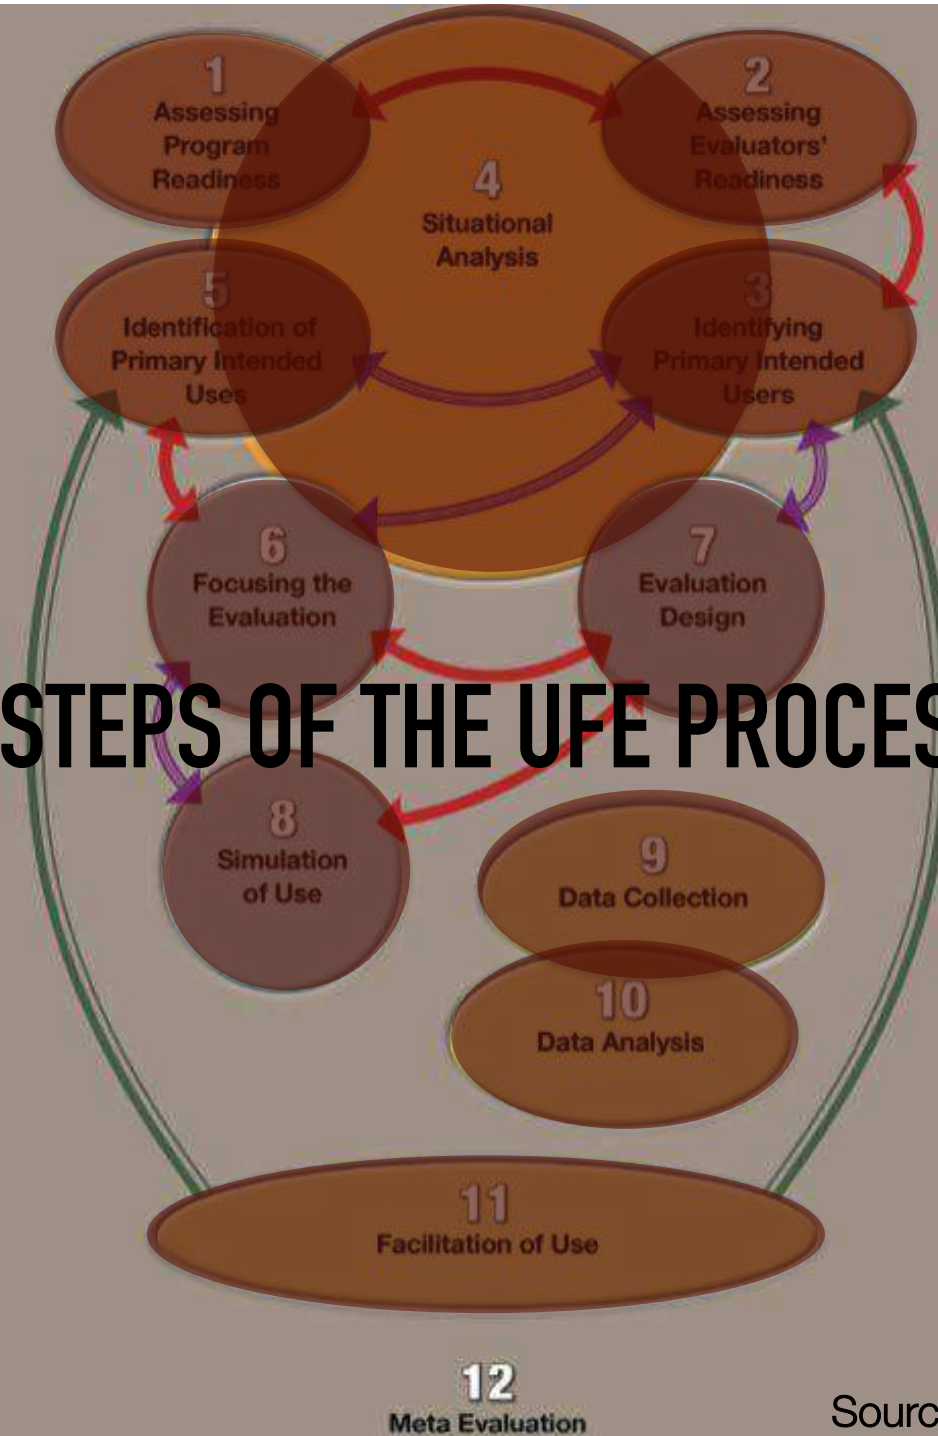 1
Assessing
Program
Readiness
2
Assessing
Evaluators'
Readiness
4
Situational
Analysis
5
Identification of
Primary Intended
Uses
3
Identifying
Primary Intended
Users
6
Focusing the
Evaluation
7
Evaluation
Design
STEPS OF THE UFE PROCES
8
Simulation
of Use
9
Data Collection
10
Data Analysis
11
Facilitation of Use
12
Meta Evaluation
Sourc